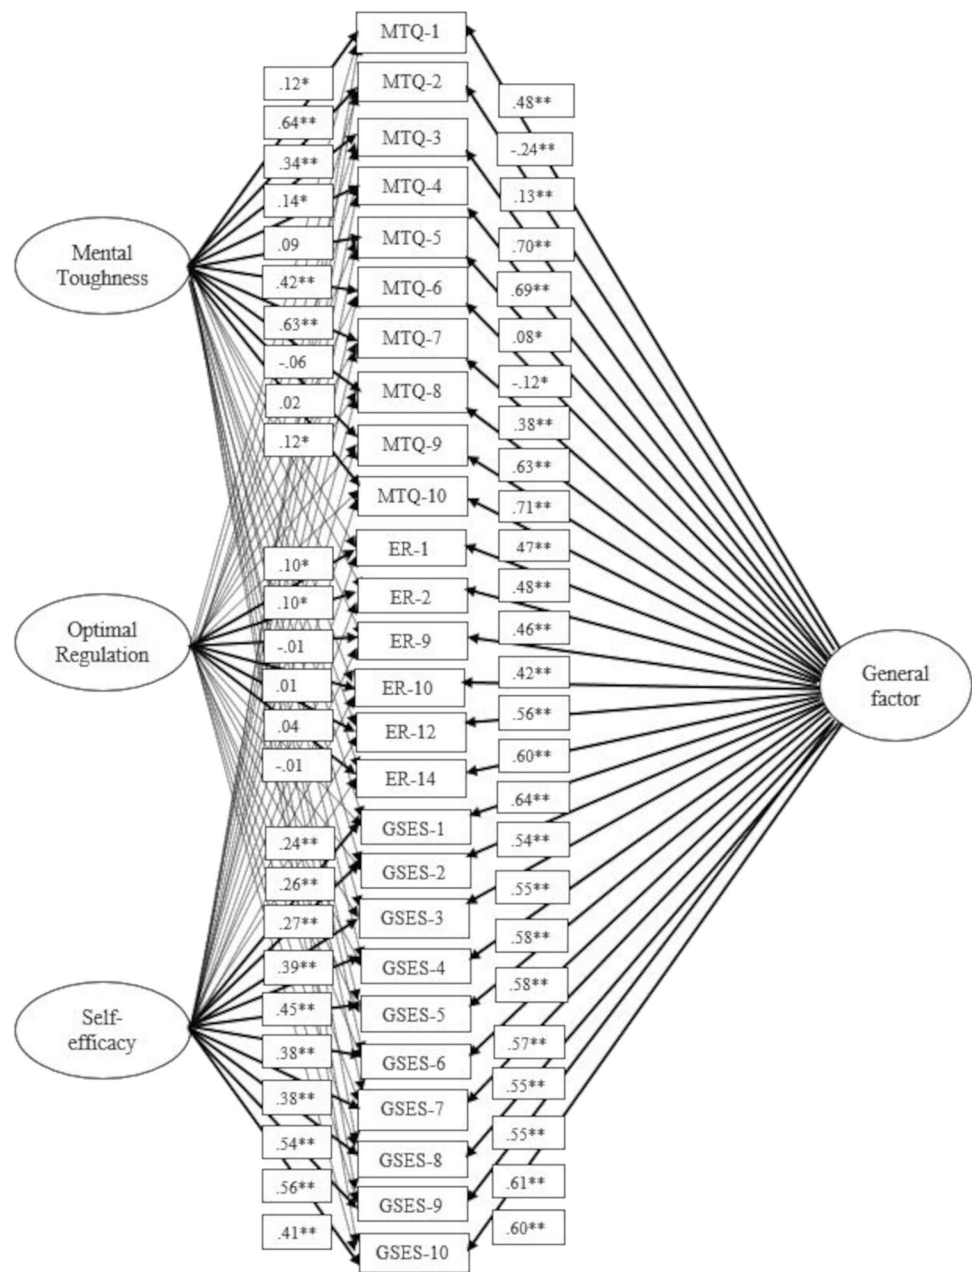 MTQ-1
MTQ-2
MTQ-3
MTQ-4
MTQ-5
MTQ-6
MTQ-7
MTQ-8
MTQ-9
MTQ-10
ER-1
ER-2
ER-9
ER-10
ER-12
ER-14
GSES-1
GSES-2
GSES-3
GSES-4
GSES-5
GSES-6
GSES-7
GSES-8
GSES-9
GSES-10
Mental
Toughness
.12*
.64**
.34**
.14*
.09
.42**
.63**
-.06
.02
.12*
Optimal
Regulation
.10*
.10*
-.01
.01
.04
-.01
Self-
efficacy
.24**
.26**
.27**
.39**
.45**
.38**
.38**
.54**
.56**
.41**
General
factor
.48**
-.24**
.13**
.70**
.69**
.08*
-.12*
.38**
.63**
.71**
47**
.48**
.46**
.42**
.56**
.60**
.64**
.54**
.55**
.58**
.58**
.57**
.55**
.55**
.61**
.60**